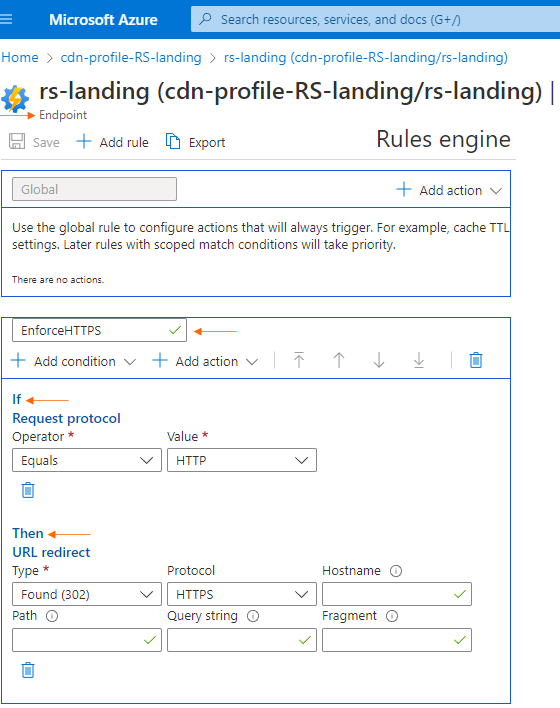 Microsoft Azure
Search resources, services, and docs (G+/)
Home > cdn-profile-RS-landing > rs-landing (cdn-profile-RS-landing/rs-landing)
rs-landing (cdn-profile-RS-landing/rs-landing) |
Endpoint
Save Add rule Export Rules engine
Global Add action
Use the global rule to configure actions that will always trigger. For example, cache TTL
settings. Later rules with scoped match conditions will take priority.
There are no actions.
EnforceHTTPS
Add condition Add action
If
Request protocol
Operator * Value *
Equals HTTP
Then
URL redirect
Type * Protocol Hostname
Found (302) HTTPS
Path Query string Fragment